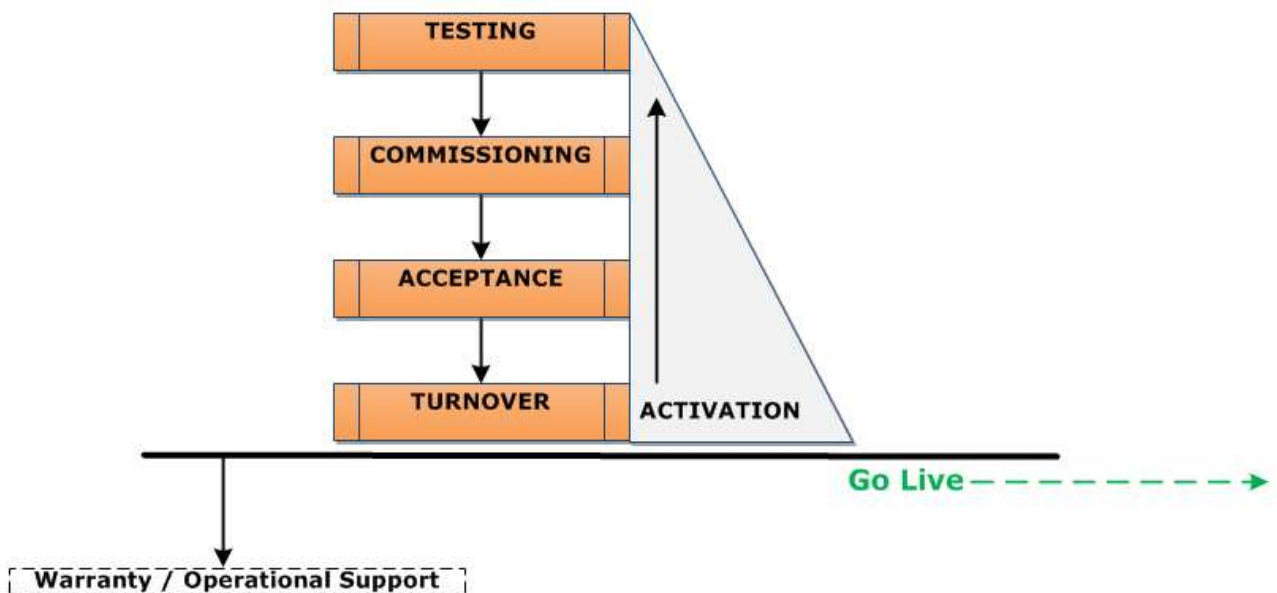 TESTING
COMMISSIONING
ACCEPTANCE
TURNOVER
ACTIVATION
Go Live
Warranty / Operational Support